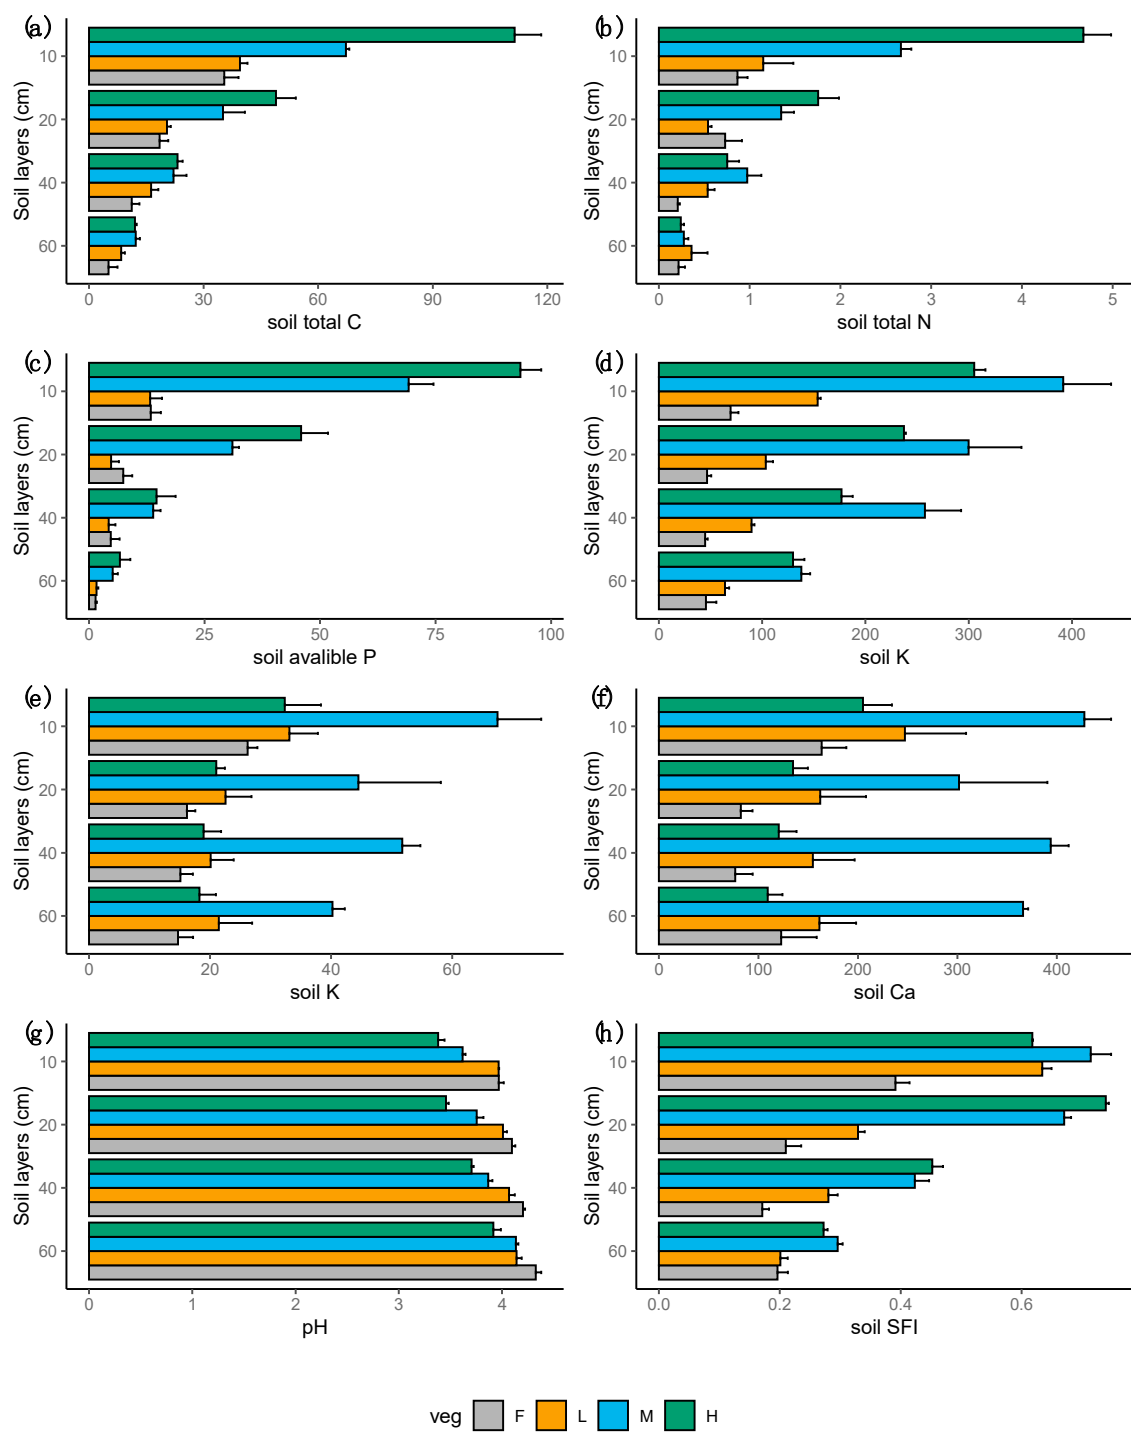 (a)
Soil layers (cm)
10
20
40
60
0 30 60 90 120
soil total C
(b)
Soil layers (cm)
10
20
40
60
0 1 2 3 4 5
soil total N
(c)
Soil layers (cm)
10
20
40
60
0 25 50 75 100
soil avalible P
(d)
Soil layers (cm)
10
20
40
60
0 100 200 300 400
soil K
(e)
Soil layers (cm)
10
20
40
60
0 20 40 60
soil K
(f)
Soil layers (cm)
10
20
40
60
0 100 200 300 400
soil Ca
(g)
Soil layers (cm)
10
20
40
60
0 1 2 3 4
pH
(h)
Soil layers (cm)
10
20
40
60
0.0 0.2 0.4 0.6
soil SFI
veg F L M H